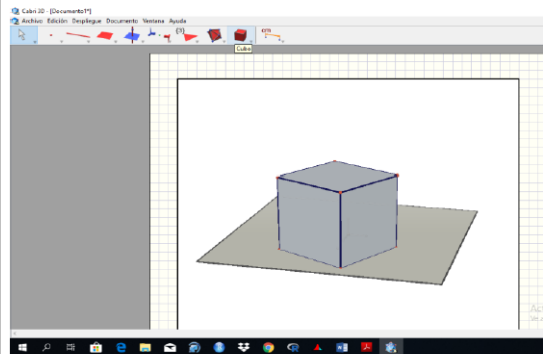 Cabri 3D - [Documento1*]
Archivo Edición Despliegue Documento Ventana Ayuda
Cubo